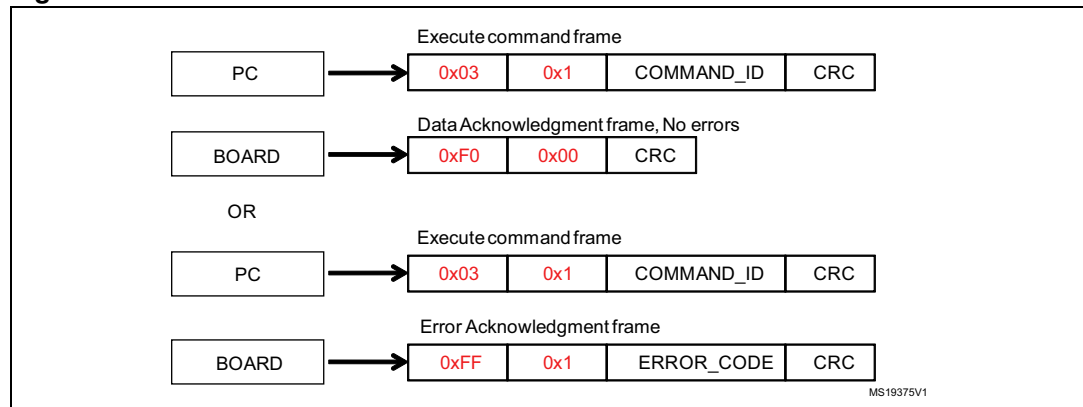 Execute command frame
PC 0x03 0x1 COMMAND_ID CRC
Data Acknowledgment frame, No errors
BOARD 0xF0 0x00 CRC
OR
Execute command frame
PC 0x03 0x1 COMMAND_ID CRC
Error Acknowledgment frame
BOARD 0xFF 0x1 ERROR_CODE CRC
MS19375V1